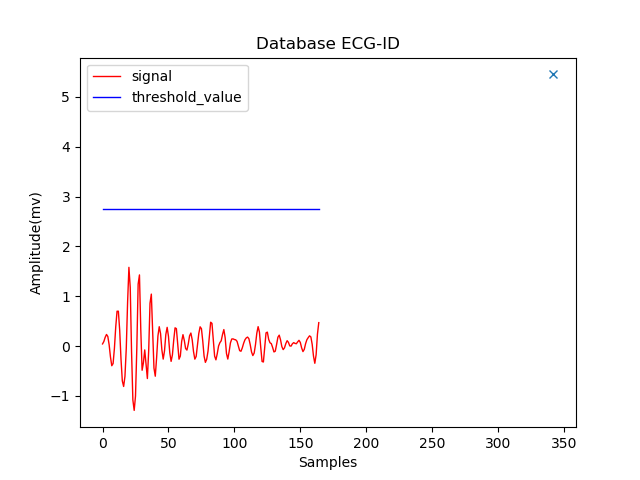 Database ECG-ID
signal
threshold_value
Amplitude(mv)
5
4
3
2
1
0
−1
0 50 100 150 200 250 300 350
Samples